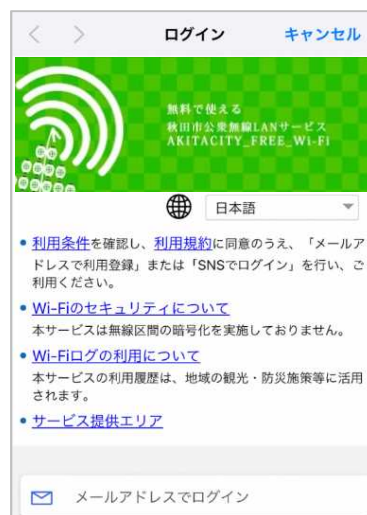 ログイン
キャンセル
無料で使える
秋田市公衆無線LANサービス
AKITACITY_FREE_WI-FI
日本語
利用条件を確認し、利用規約に同意のうえ、「メールア
ドレスで利用登録」または「SNSでログイン」を行い、ご
利用ください。
Wi-Fiのセキュリティについて
本サービスは無線区間の暗号化を実施しておりません。
Wi-Fiログの利用について
本サービスの利用履歴は、地域の観光・防災施策等に活用
されます。
サービス提供エリア
メールアドレスでログイン